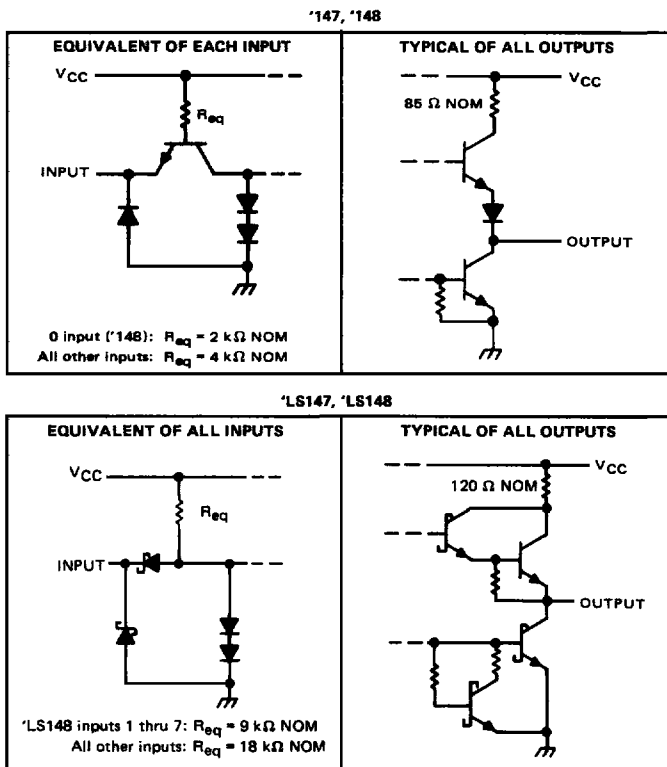 '147, '148
EQUIVALENT OF EACH INPUT
VCC
Req
INPUT
0 input ('148): Req = 2 kΩ NOM
All other inputs: Req = 4 kΩ NOM
TYPICAL OF ALL OUTPUTS
VCC
85 Ω NOM
OUTPUT
'LS147, 'LS148
EQUIVALENT OF ALL INPUTS
VCC
Req
INPUT
'LS148 inputs 1 thru 7: Req = 9 kΩ NOM
All other inputs: Req = 18 kΩ NOM
TYPICAL OF ALL OUTPUTS
VCC
120 Ω NOM
OUTPUT